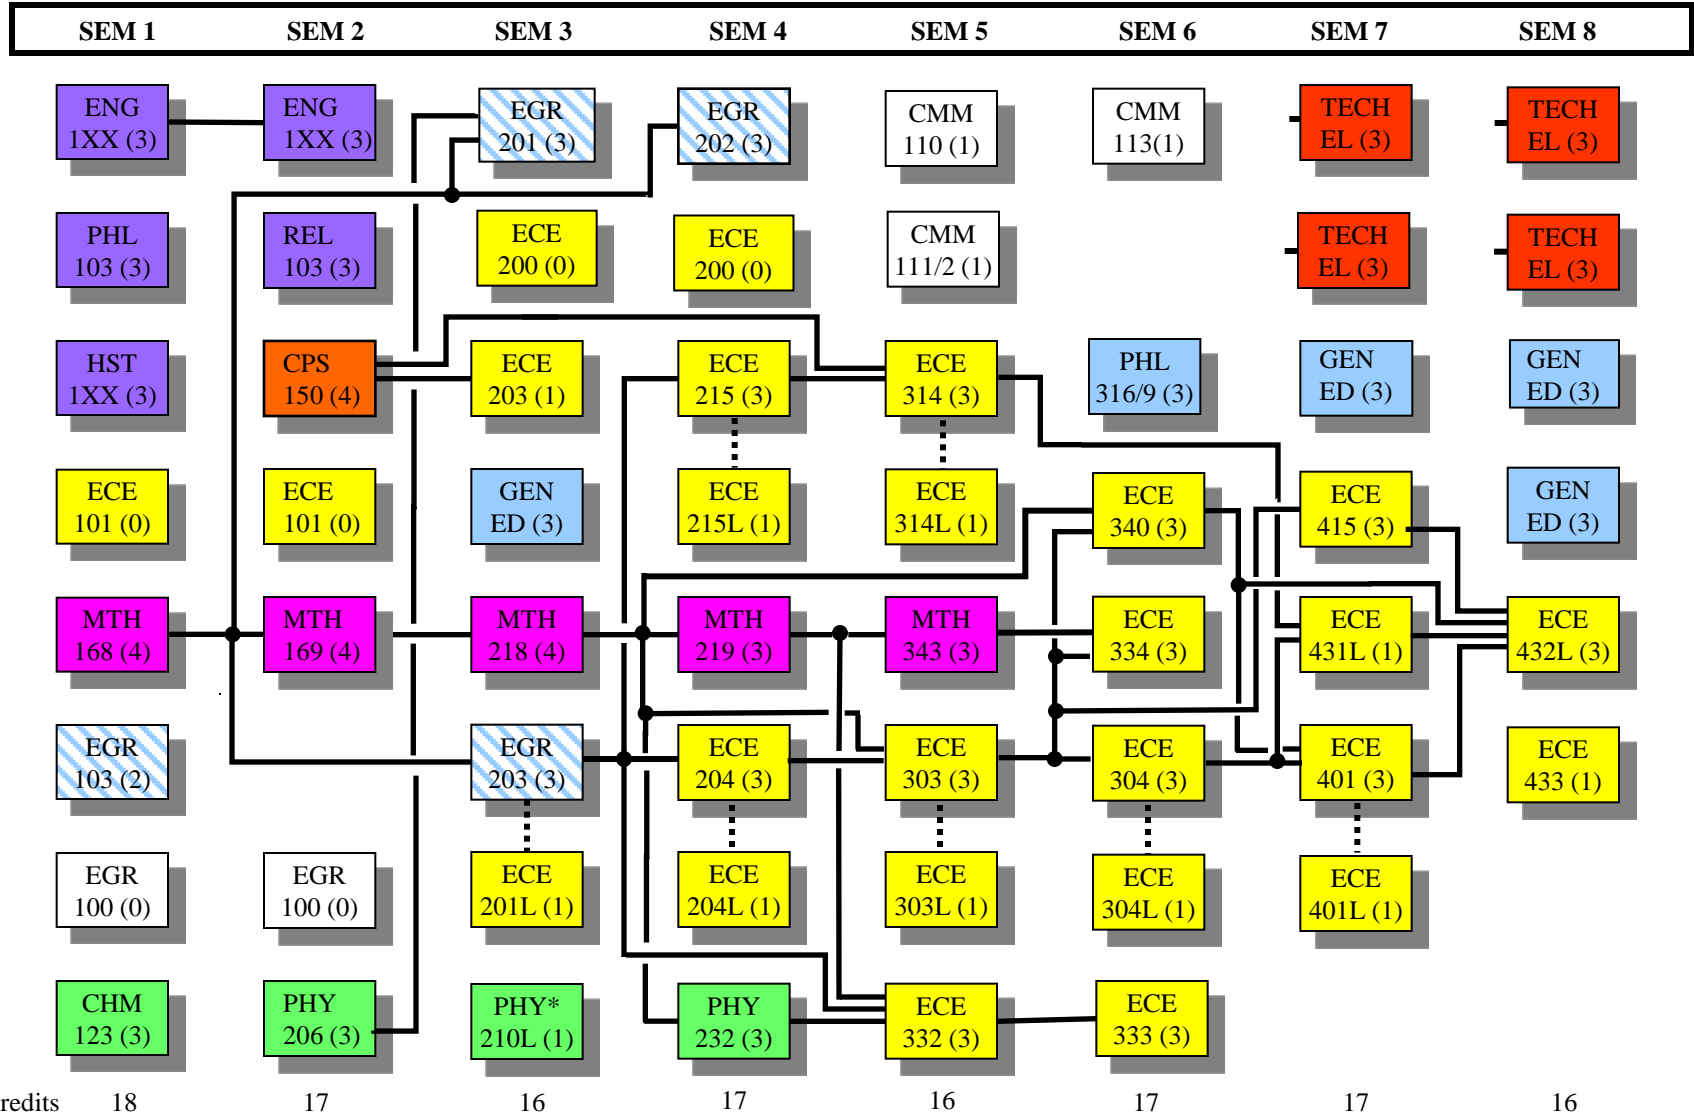 SEM 1 SEM 2 SEM 3 SEM 4 SEM 5 SEM 6 SEM 7 SEM 8
ENG
1XX (3)
ENG
1XX (3)
EGR
201 (3)
EGR
202 (3)
CMM
110 (1)
CMM
113(1)
TECH
EL (3)
TECH
EL (3)
PHL
103 (3)
REL
103 (3)
ECE
200 (0)
ECE
200 (0)
CMM
111/2 (1)
TECH
EL (3)
TECH
EL (3)
HST
1XX (3)
CPS
150 (4)
ECE
203 (1)
ECE
215 (3)
ECE
314 (3)
PHL
316/9 (3)
GEN
ED (3)
GEN
ED (3)
ECE
101 (0)
ECE
101 (0)
GEN
ED (3)
ECE
215L (1)
ECE
314L (1)
ECE
340 (3)
ECE
415 (3)
GEN
ED (3)
MTH
168 (4)
MTH
169 (4)
MTH
218 (4)
MTH
219 (3)
MTH
343 (3)
ECE
334 (3)
ECE
431L (1)
ECE
432L (3)
EGR
103 (2)
EGR
203 (3)
ECE
204 (3)
ECE
303 (3)
ECE
304 (3)
ECE
401 (3)
ECE
433 (1)
EGR
100 (0)
EGR
100 (0)
ECE
201L (1)
ECE
204L (1)
ECE
303L (1)
ECE
304L (1)
ECE
401L (1)
CHM
123 (3)
PHY
206 (3)
PHY*
210L (1)
PHY
232 (3)
ECE
332 (3)
ECE
333 (3)
redits 18 17 16 17 16 17 17 16